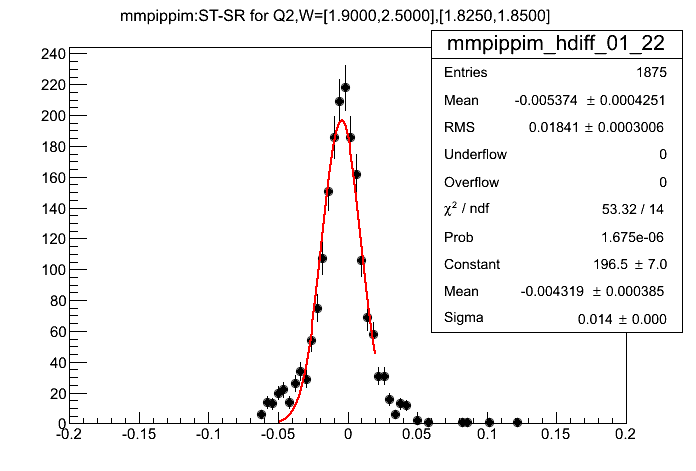 mmpippim:ST-SR for Q2,W=[1.9000,2.5000],[1.8250,1.8500]
mmpippim_hdiff_01_22
Entries 1875
Mean -0.005374 ± 0.0004251
RMS 0.01841 ± 0.0003006
Underflow 0
Overflow 0
χ² / ndf 53.32 / 14
Prob 1.675e-06
Constant 196.5 ± 7.0
Mean -0.004319 ± 0.000385
Sigma 0.014 ± 0.000
240
220
200
180
160
140
120
100
80
60
40
20
0
-0.2 -0.15 -0.1 -0.05 0 0.05 0.1 0.15 0.2